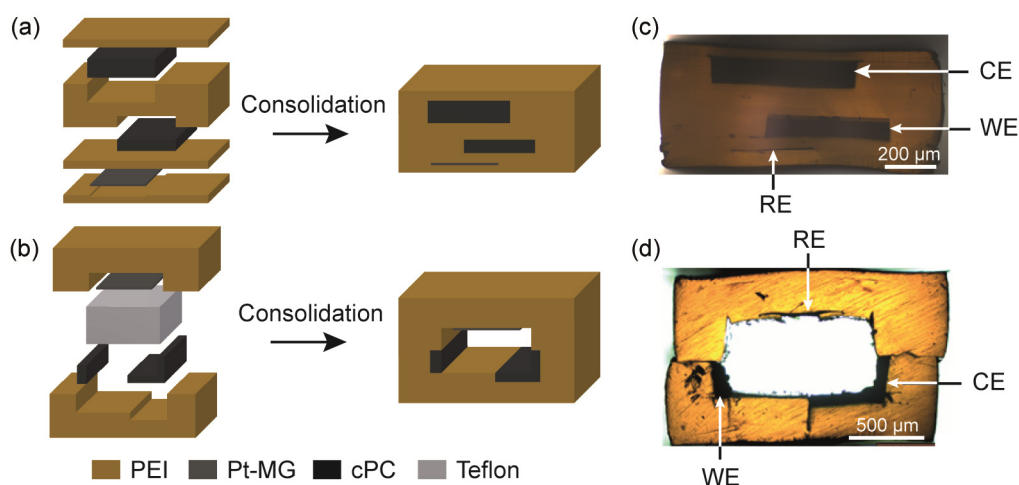 (a)
Consolidation
(c)
CE
WE
200 μm
RE
(b)
Consolidation
(d)
RE
CE
500 μm
WE
PEI
Pt-MG
cPC
Teflon